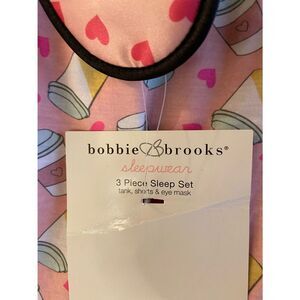 bobbie brooks®
sleepwear
3 Piece Sleep Set
tank, shorts & eye mask